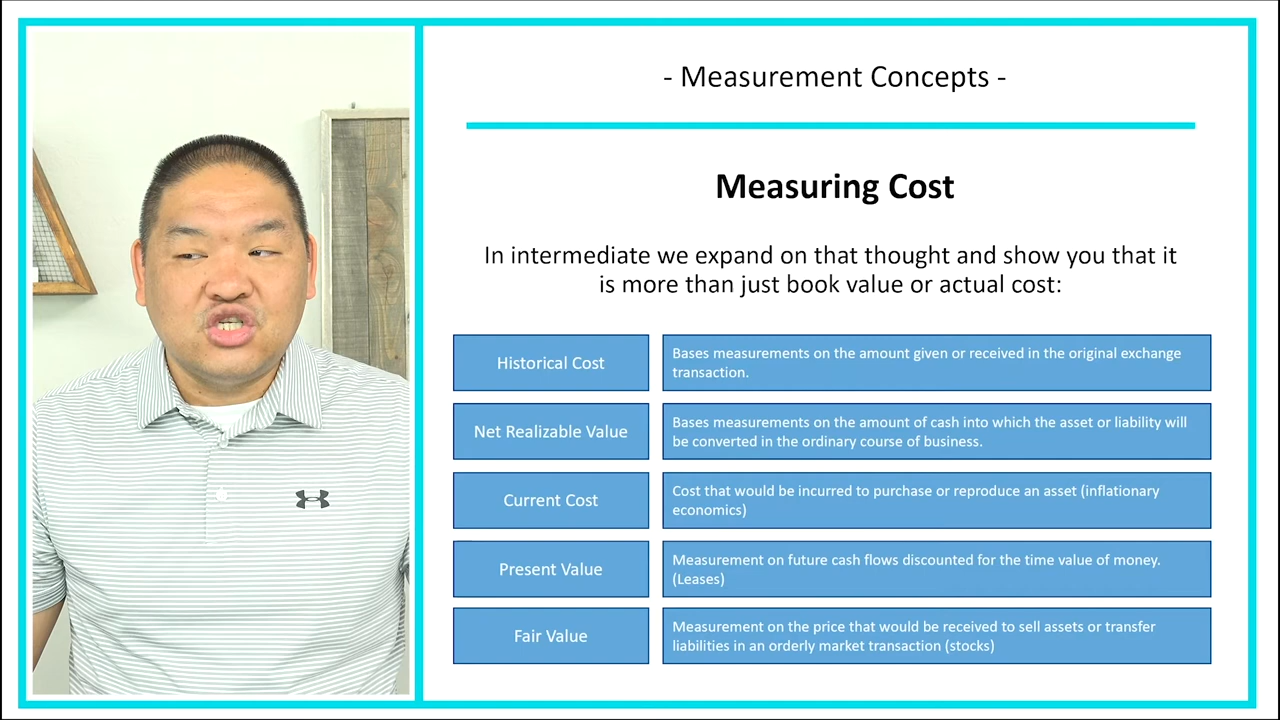 - Measurement Concepts -
Measuring Cost
In intermediate we expand on that thought and show you that it
is more than just book value or actual cost:
Historical Cost
Bases measurements on the amount given or received in the original exchange
transaction.
Net Realizable Value
Bases measurements on the amount of cash into which the asset or liability will
be converted in the ordinary course of business.
Current Cost
Cost that would be incurred to purchase or reproduce an asset (inflationary
economics)
Present Value
Measurement on future cash flows discounted for the time value of money.
(Leases)
Fair Value
Measurement on the price that would be received to sell assets or transfer
liabilities in an orderly market transaction (stocks)